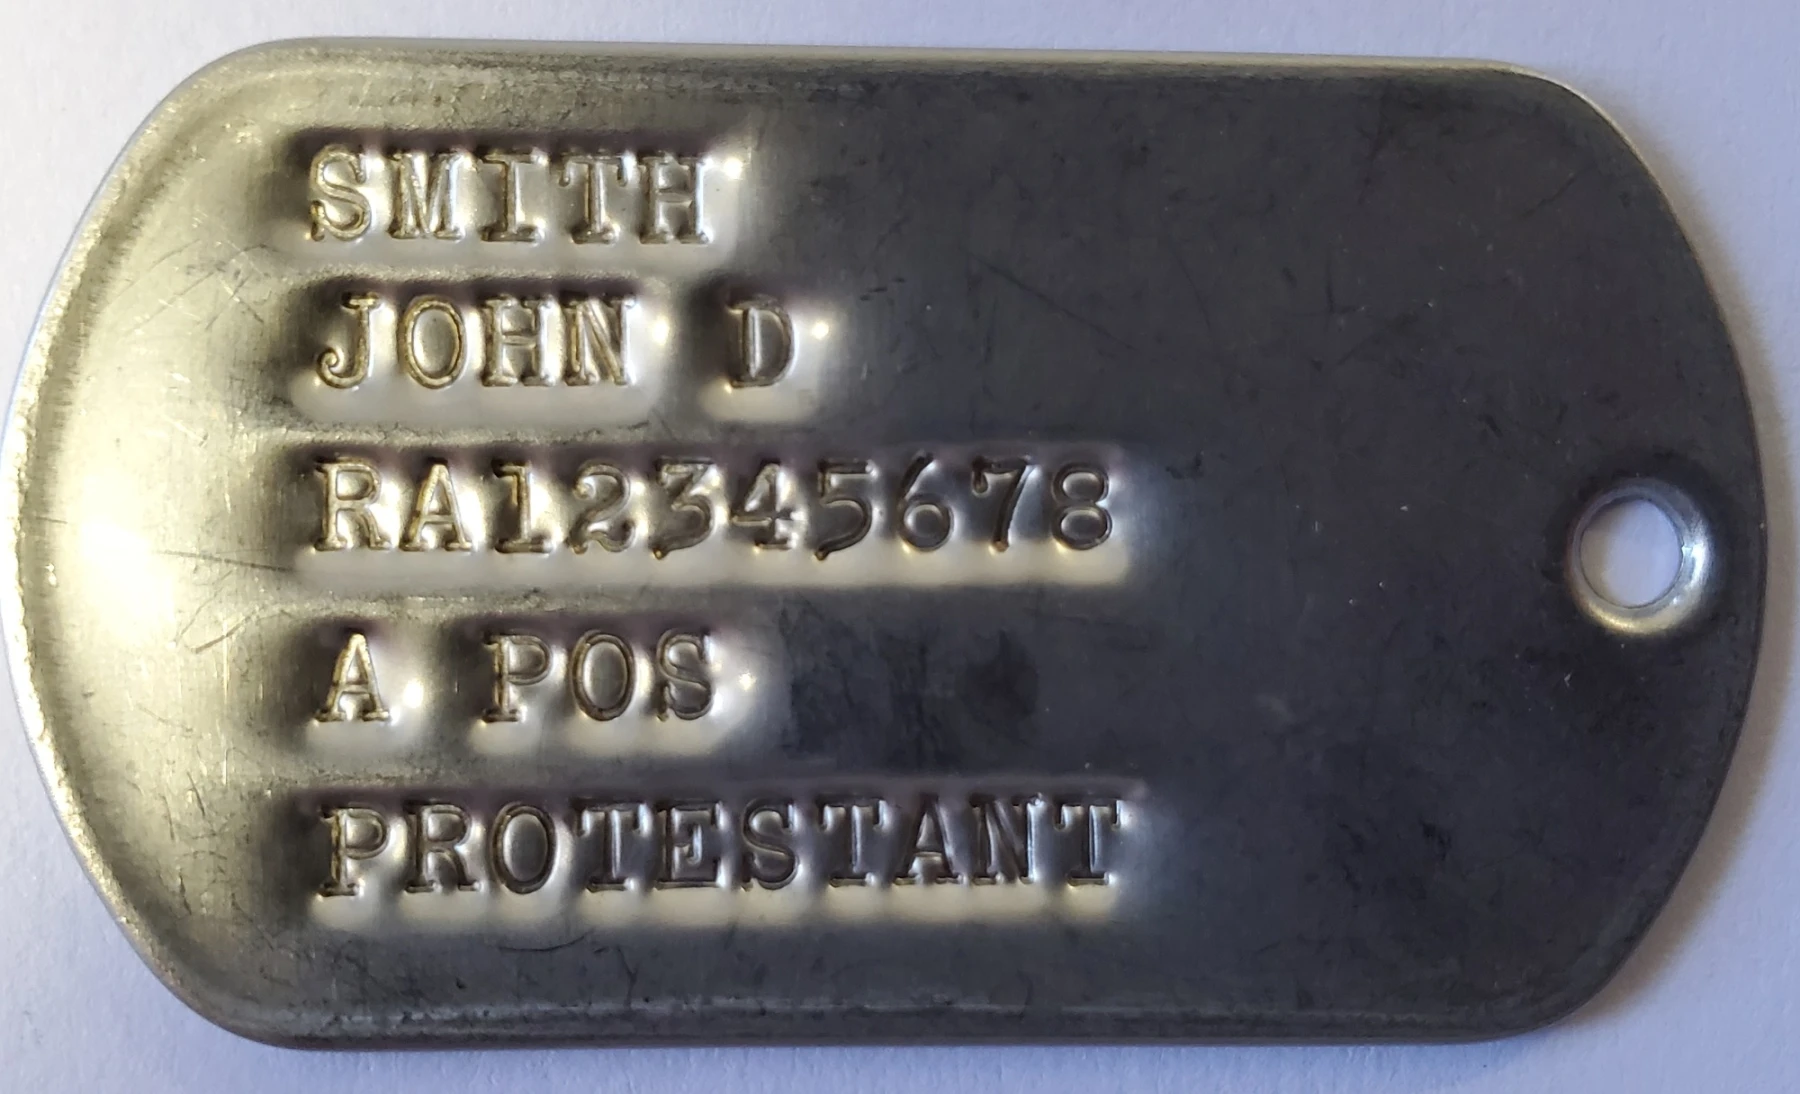 SMITH
JOHN D
RA12345678
A POS
PROTESTANT